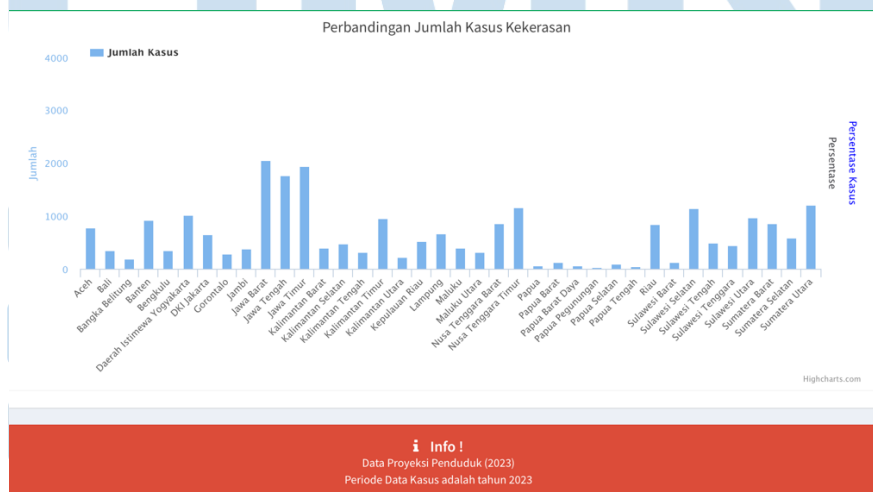 Perbandingan Jumlah Kasus Kekerasan
Jumlah Kasus
4000
3000
2000
1000
0
Jumlah
Persentase
Persentase Kasus
Aceh
Bali
Bangka Belitung
Banten
Bengkulu
Daerah Istimewa Yogyakarta
DKI Jakarta
Gorontalo
Jambi
Jawa Barat
Jawa Tengah
Jawa Timur
Kalimantan Barat
Kalimantan Selatan
Kalimantan Tengah
Kalimantan Timur
Kalimantan Utara
Kepulauan Riau
Lampung
Maluku
Maluku Utara
Nusa Tenggara Barat
Nusa Tenggara Timur
Papua
Papua Barat
Papua Barat Daya
Papua Pegunungan
Papua Selatan
Papua Tengah
Riau
Sulawesi Barat
Sulawesi Selatan
Sulawesi Tengah
Sulawesi Tenggara
Sulawesi Utara
Sumatera Barat
Sumatera Selatan
Sumatera Utara
Highcharts.com
Info !
Data Proyeksi Penduduk (2023)
Periode Data Kasus adalah tahun 2023